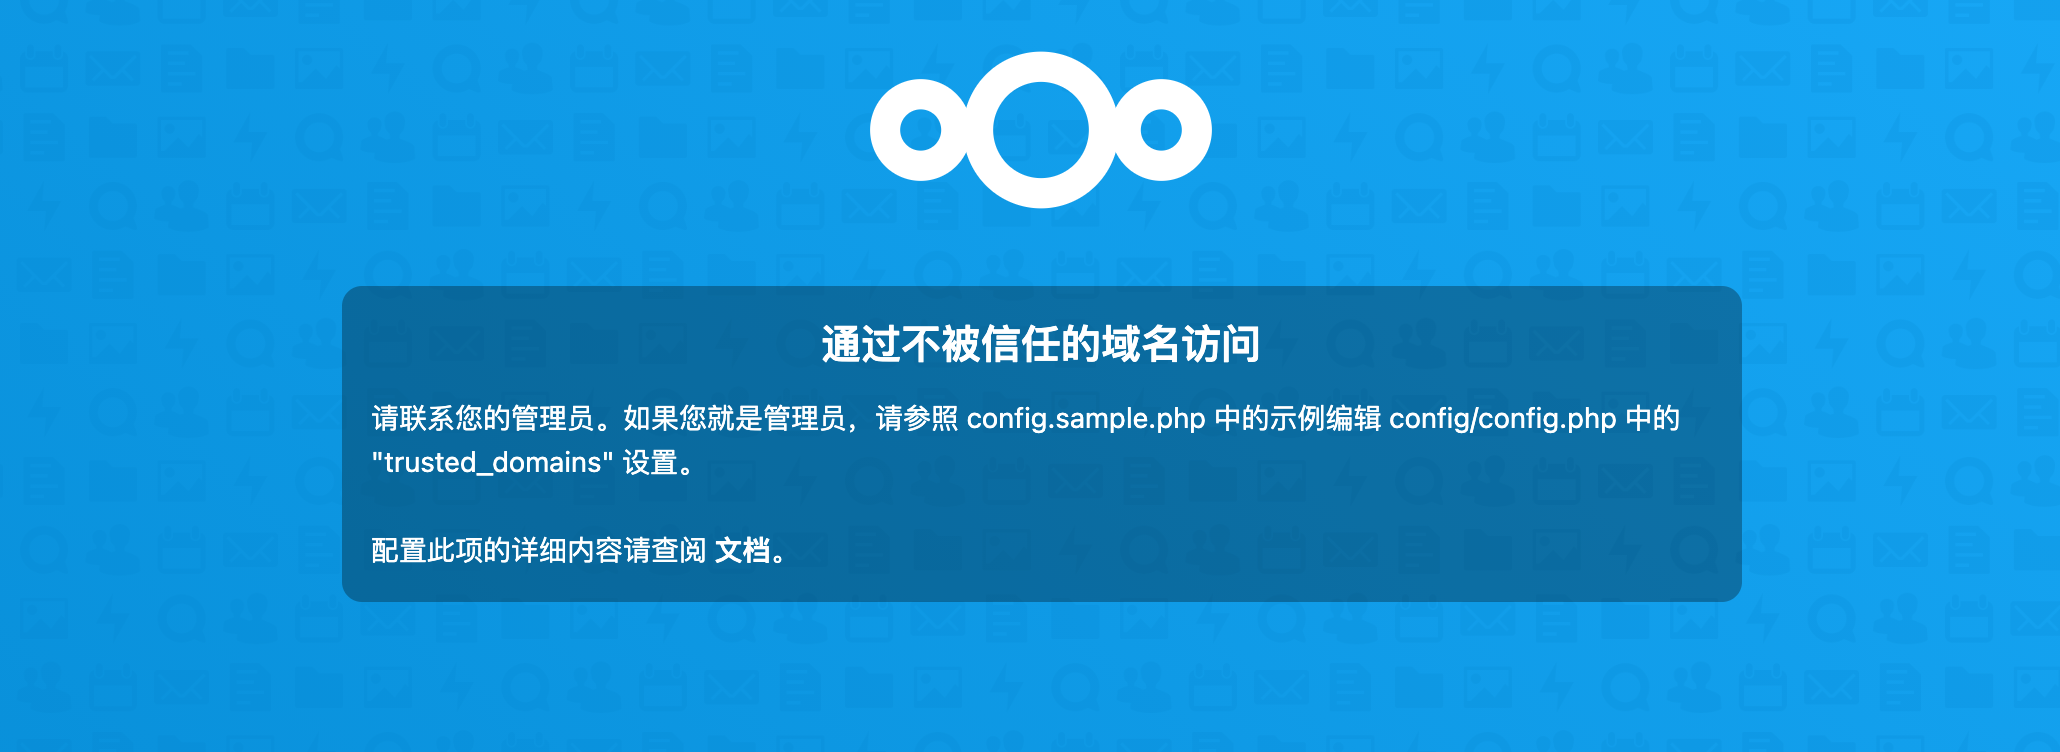 通过不被信任的域名访问
请联系您的管理员。如果您就是管理员，请参照 config.sample.php 中的示例编辑 config/config.php 中的
"trusted_domains" 设置。
配置此项的详细内容请查阅 文档。